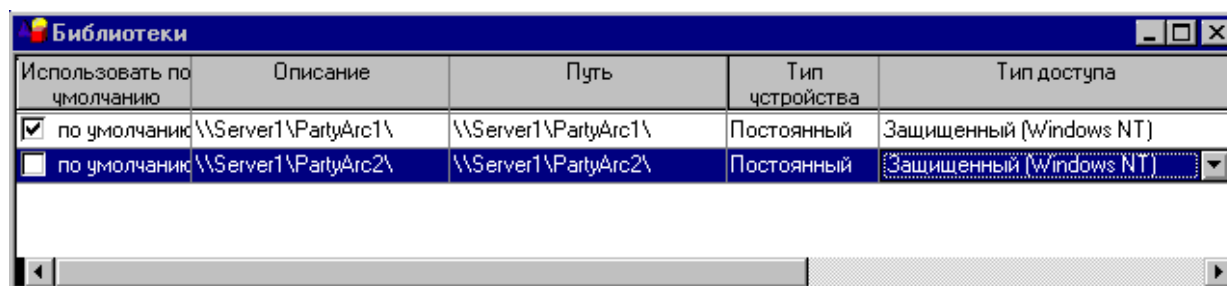 Библиотеки
Использовать по умолчанию Описание Путь Тип устройства Тип доступа
по умолчанию \\Server1\PartyArc1\ \\Server1\PartyArc1\ Постоянный Защищенный (Windows NT)
по умолчанию \\Server1\PartyArc2\ \\Server1\PartyArc2\ Постоянный Защищенный (Windows NT)